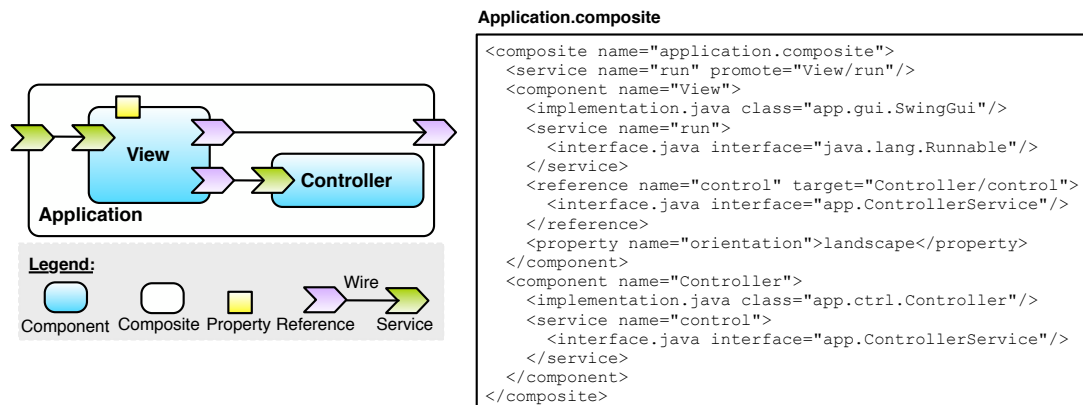 View
Controller
Application
Legend:
Wire
Component
Composite
Property
Reference
Service
Application.composite
<composite name="application.composite">
  <service name="run" promote="View/run"/>
  <component name="View">
    <implementation.java class="app.gui.SwingGui"/>
    <service name="run">
      <interface.java interface="java.lang.Runnable"/>
    </service>
    <reference name="control" target="Controller/control">
      <interface.java interface="app.ControllerService"/>
    </reference>
    <property name="orientation">landscape</property>
  </component>
  <component name="Controller">
    <implementation.java class="app.ctrl.Controller"/>
    <service name="control">
      <interface.java interface="app.ControllerService"/>
    </service>
  </component>
</composite>